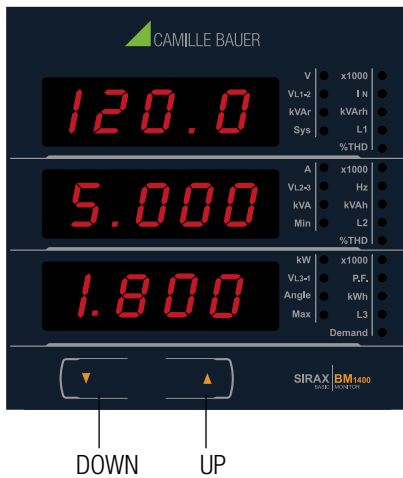 CAMILLE BAUER
120.0
V x1000
VL1-2 I N
kVAr kVArh
Sys L1
%THD
5.000
A x1000
VL2-3 Hz
kVA kVAh
Min L2
%THD
1.800
kW x1000
VL3-1 P.F.
Angle kWh
Max L3
Demand
▼ ▲
SIRAX BM1400
BASIC MONITOR
DOWN UP